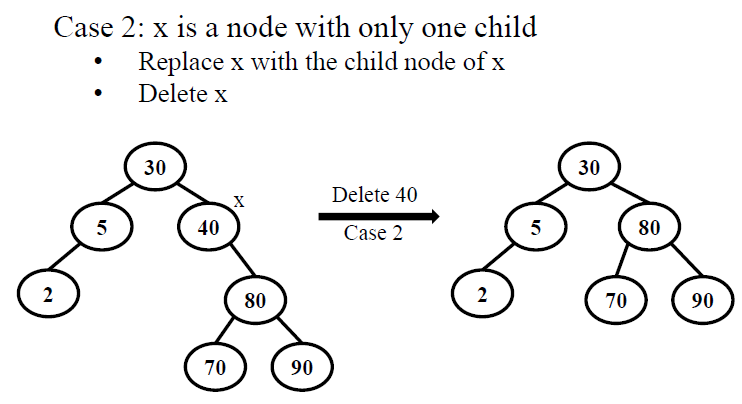 Case 2: x is a node with only one child
• Replace x with the child node of x
• Delete x
30
x
5
40
2
80
70
90
Delete 40
Case 2
30
5
80
2
70
90